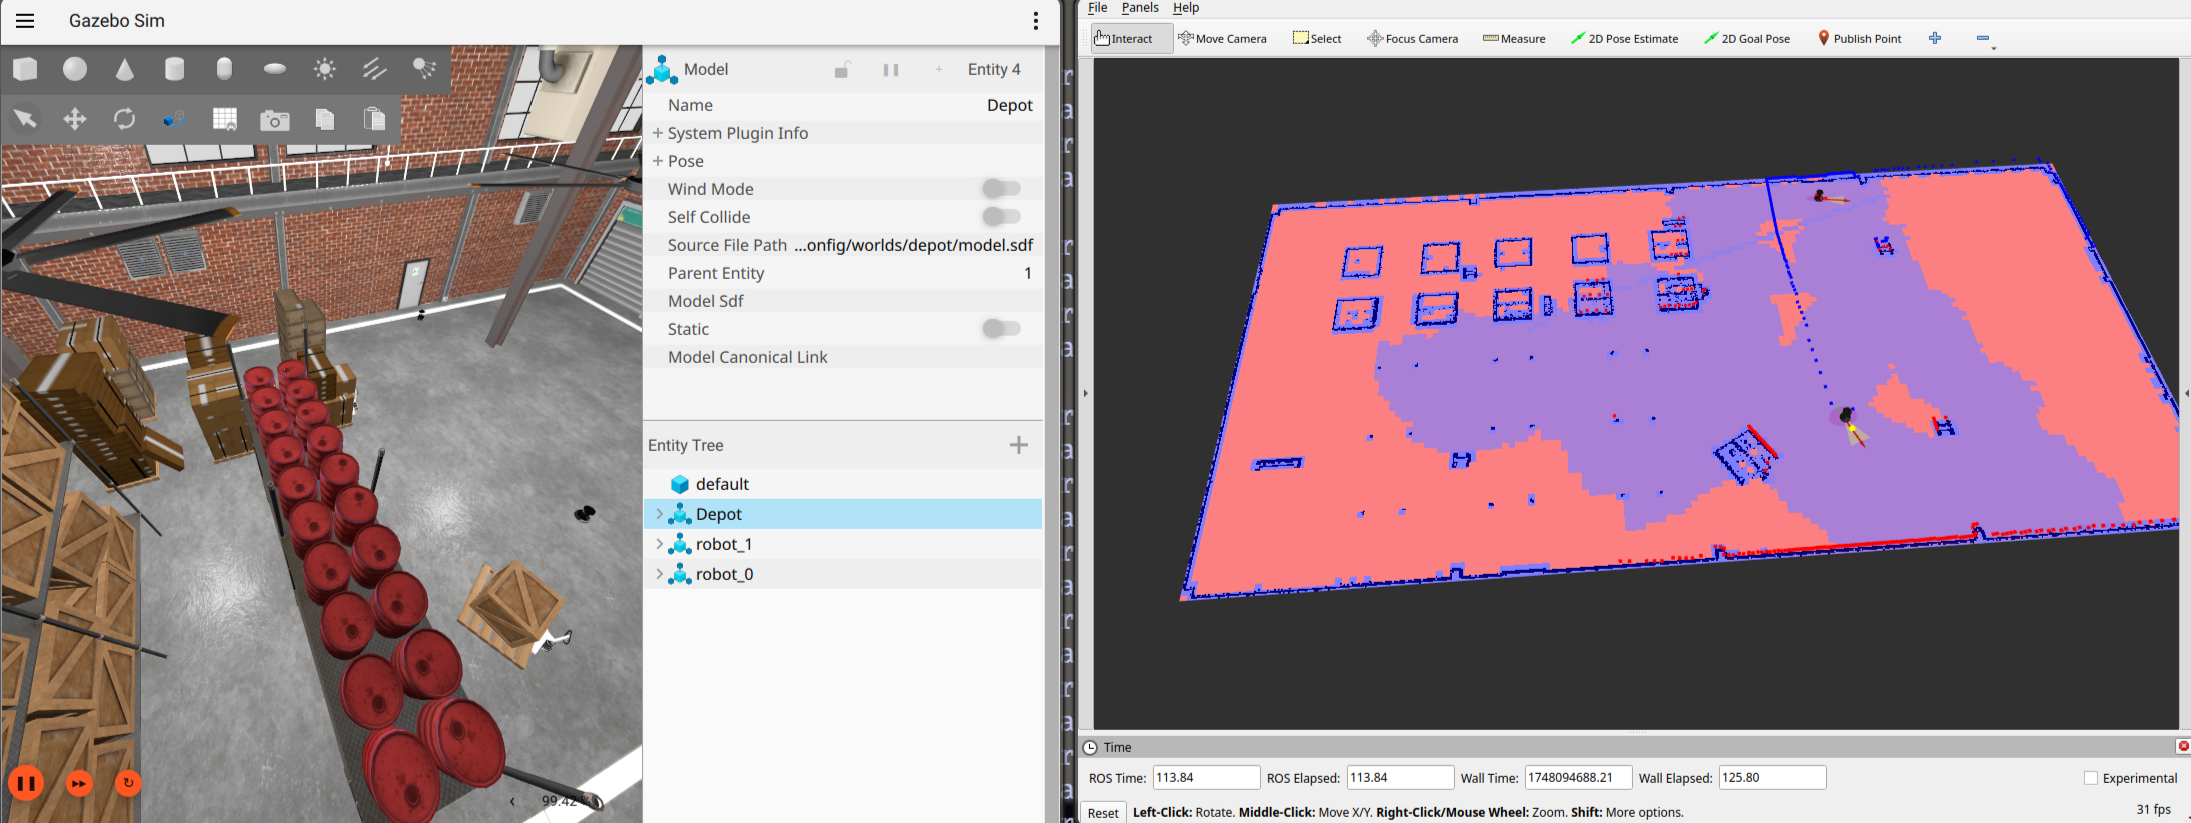 Gazebo Sim
Model
Entity 4
Name
Depot
System Plugin Info
Pose
Wind Mode
Self Collide
Source File Path
...onfig/worlds/depot/model.sdf
Parent Entity
1
Model Sdf
Static
Model Canonical Link
Entity Tree
default
Depot
robot_1
robot_0
99.42 %
File Panels Help
Interact Move Camera Select Focus Camera Measure 2D Pose Estimate 2D Goal Pose Publish Point
Time
ROS Time: 113.84 ROS Elapsed: 113.84 Wall Time: 1748094688.21 Wall Elapsed: 125.80 Experimental
Reset Left-Click: Rotate. Middle-Click: Move X/Y. Right-Click/Mouse Wheel: Zoom. Shift: More options. 31 fps